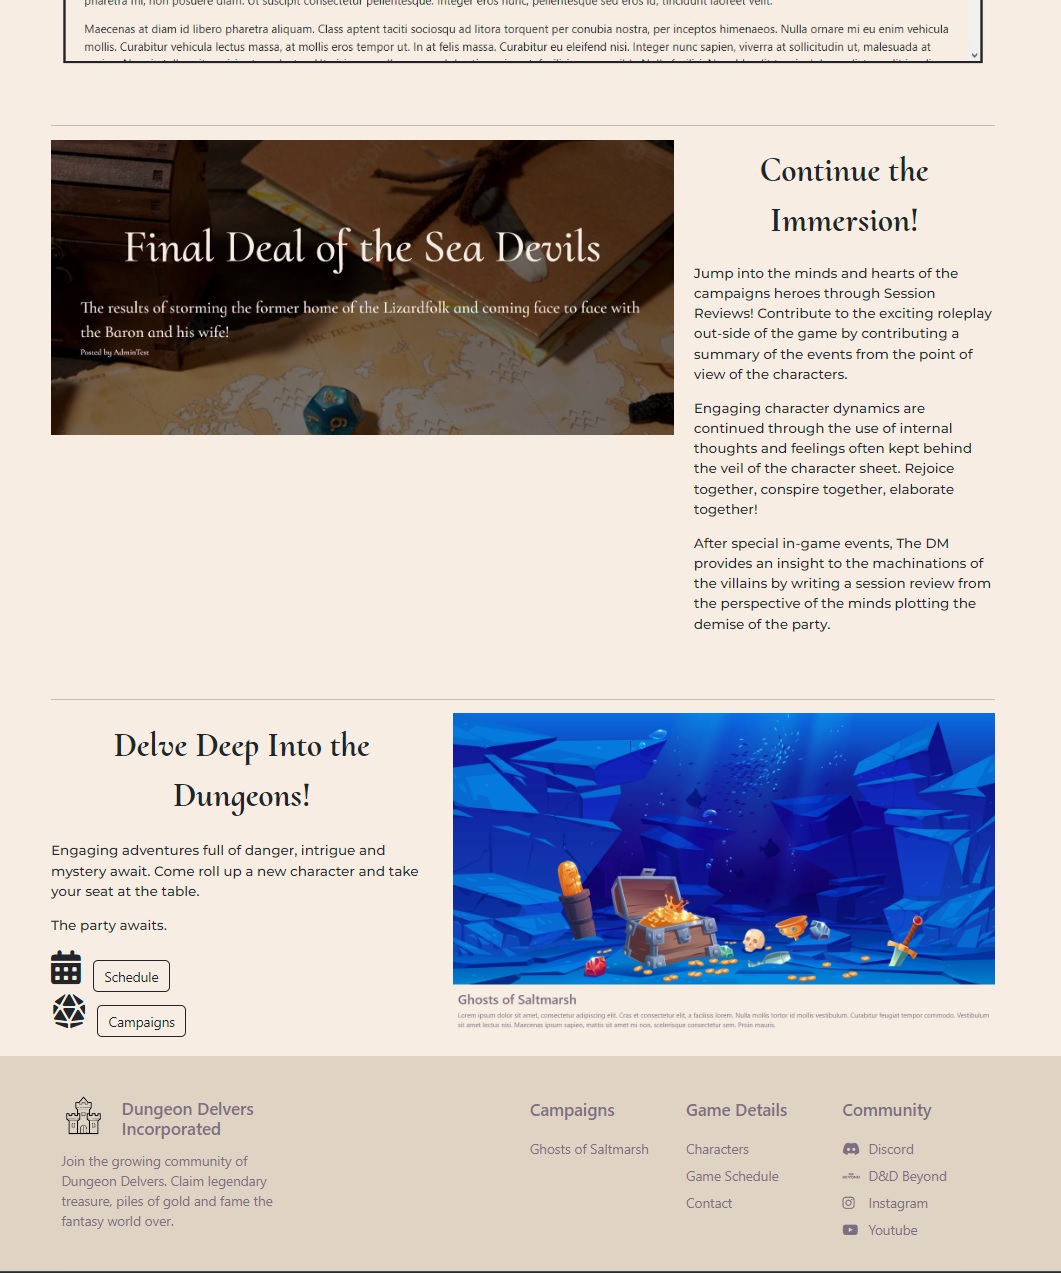 pharetra mi, non posuere diam. Ut suscipit consectetur pellentesque. Integer eros nunc, pellentesque sed eros id, tincidunt laoreet velit.
Maecenas at diam id libero pharetra aliquam. Class aptent taciti sociosqu ad litora torquent per conubia nostra, per inceptos himenaeos. Nulla ornare mi eu enim vehicula
mollis. Curabitur vehicula lectus massa, at mollis eros tempor ut. In at felis massa. Curabitur eu eleifend nisi. Integer nunc sapien, viverra at sollicitudin ut, malesuada at
Final Deal of the Sea Devils
The results of storming the former home of the Lizardfolk and coming face to face with
the Baron and his wife!
Posted by AdminTest
ARCTIC OCEAN
EUROPE
Continue the
Immersion!
Jump into the minds and hearts of the
campaigns heroes through Session
Reviews! Contribute to the exciting roleplay
out-side of the game by contributing a
summary of the events from the point of
view of the characters.
Engaging character dynamics are
continued through the use of internal
thoughts and feelings often kept behind
the veil of the character sheet. Rejoice
together, conspire together, elaborate
together!
After special in-game events, The DM
provides an insight to the machinations of
the villains by writing a session review from
the perspective of the minds plotting the
demise of the party.
Delve Deep Into the
Dungeons!
Engaging adventures full of danger, intrigue and
mystery await. Come roll up a new character and take
your seat at the table.
The party awaits.
Schedule
Campaigns
Ghosts of Saltmarsh
Lorem ipsum dolor sit amet, consectetur adipiscing elit. Cras et consectetur elit, a facilisis lorem. Nulla mollis tortor id mollis vestibulum. Curabitur feugiat tempor commodo. Vestibulum
sit amet lectus nisi. Maecenas ipsum sapien, mattis sit amet mi non, scelerisque consectetur sem. Proin mauris.
Dungeon Delvers
Incorporated
Join the growing community of
Dungeon Delvers. Claim legendary
treasure, piles of gold and fame the
fantasy world over.
Campaigns
Ghosts of Saltmarsh
Game Details
Characters
Game Schedule
Contact
Community
Discord
D&D Beyond
Instagram
Youtube